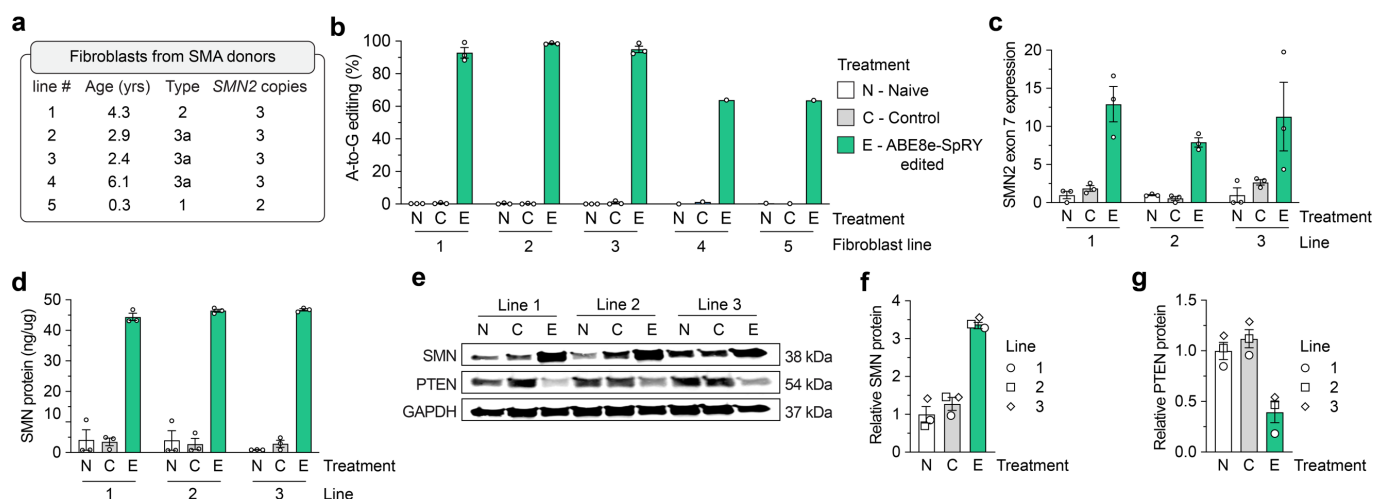 a
Fibroblasts from SMA donors
line # Age (yrs) Type SMN2 copies
1 4.3 2 3
2 2.9 3a 3
3 2.4 3a 3
4 6.1 3a 3
5 0.3 1 2
b
A-to-G editing (%)
100
80
60
40
20
0
N C E N C E N C E N C E N C E Treatment
1 2 3 4 5 Fibroblast line
Treatment
N - Naive
C - Control
E - ABE8e-SpRY
edited
c
SMN2 exon 7 expression
20
15
10
5
0
N C E N C E N C E Treatment
1 2 3 Line
d
SMN protein (ng/ug)
50
40
30
20
10
10
0
N C E N C E N C E Treatment
1 2 3 Line
e
Line 1 Line 2 Line 3
N C E N C E N C E
SMN 38 kDa
PTEN 54 kDa
GAPDH 37 kDa
f
Relative SMN protein
4
3
2
1
0
N C E Treatment
Line
1
2
3
g
Relative PTEN protein
1.5
1.0
0.5
0.0
N C E Treatment
Line
1
2
3